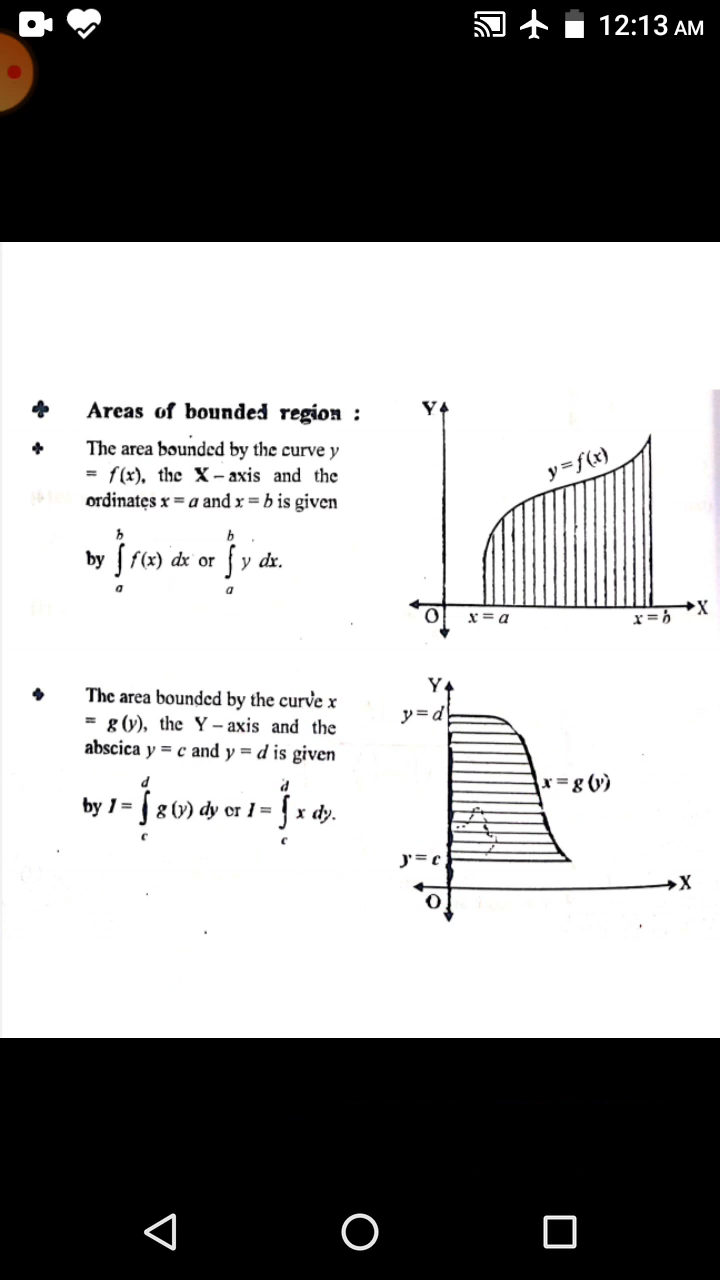 12:13 AM
Areas of bounded region :
The area bounded by the curve y
= f(x), the X – axis and the
ordinates x = a and x = b is given
by ∫ₐᵇ f(x) dx or ∫ₐᵇ y dx.
Y
y = f(x)
O
x = a
x = b
X
The area bounded by the curve x
= g (y), the Y – axis and the
abscica y = c and y = d is given
by I = ∫ g (y) dy or I = ∫ x dy.
d
c
d
c
Y
y = d
x = g (y)
y = c
X
O